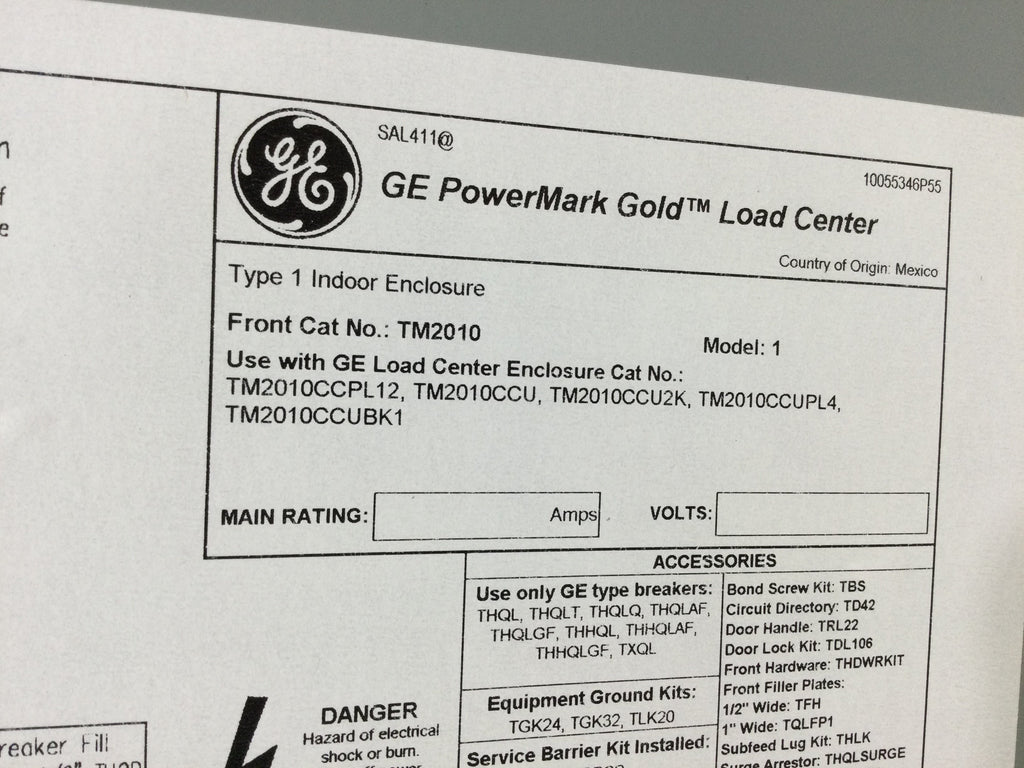 GE
SAL411@
10055346P55
GE PowerMark Gold™ Load Center
Country of Origin: Mexico
Type 1 Indoor Enclosure
Front Cat No.: TM2010
Model: 1
Use with GE Load Center Enclosure Cat No.:
TM2010CCPL12, TM2010CCU, TM2010CCU2K, TM2010CCUPL4,
TM2010CCUBK1
MAIN RATING: Amps
VOLTS:
ACCESSORIES
Use only GE type breakers:
THQL, THQLT, THQLQ, THQLAF,
THQLGF, THHQL, THHQLAF,
THHQLGF, TXQL
Equipment Ground Kits:
TGK24, TGK32, TLK20
Service Barrier Kit Installed:
Bond Screw Kit: TBS
Circuit Directory: TD42
Door Handle: TRL22
Door Lock Kit: TDL106
Front Hardware: THDWRKIT
Front Filler Plates:
1/2" Wide: TFH
1" Wide: TQLFP1
Subfeed Lug Kit: THLK
Surge Arrestor: THQLSURGE
DANGER
Hazard of electrical
shock or burn.
Fill